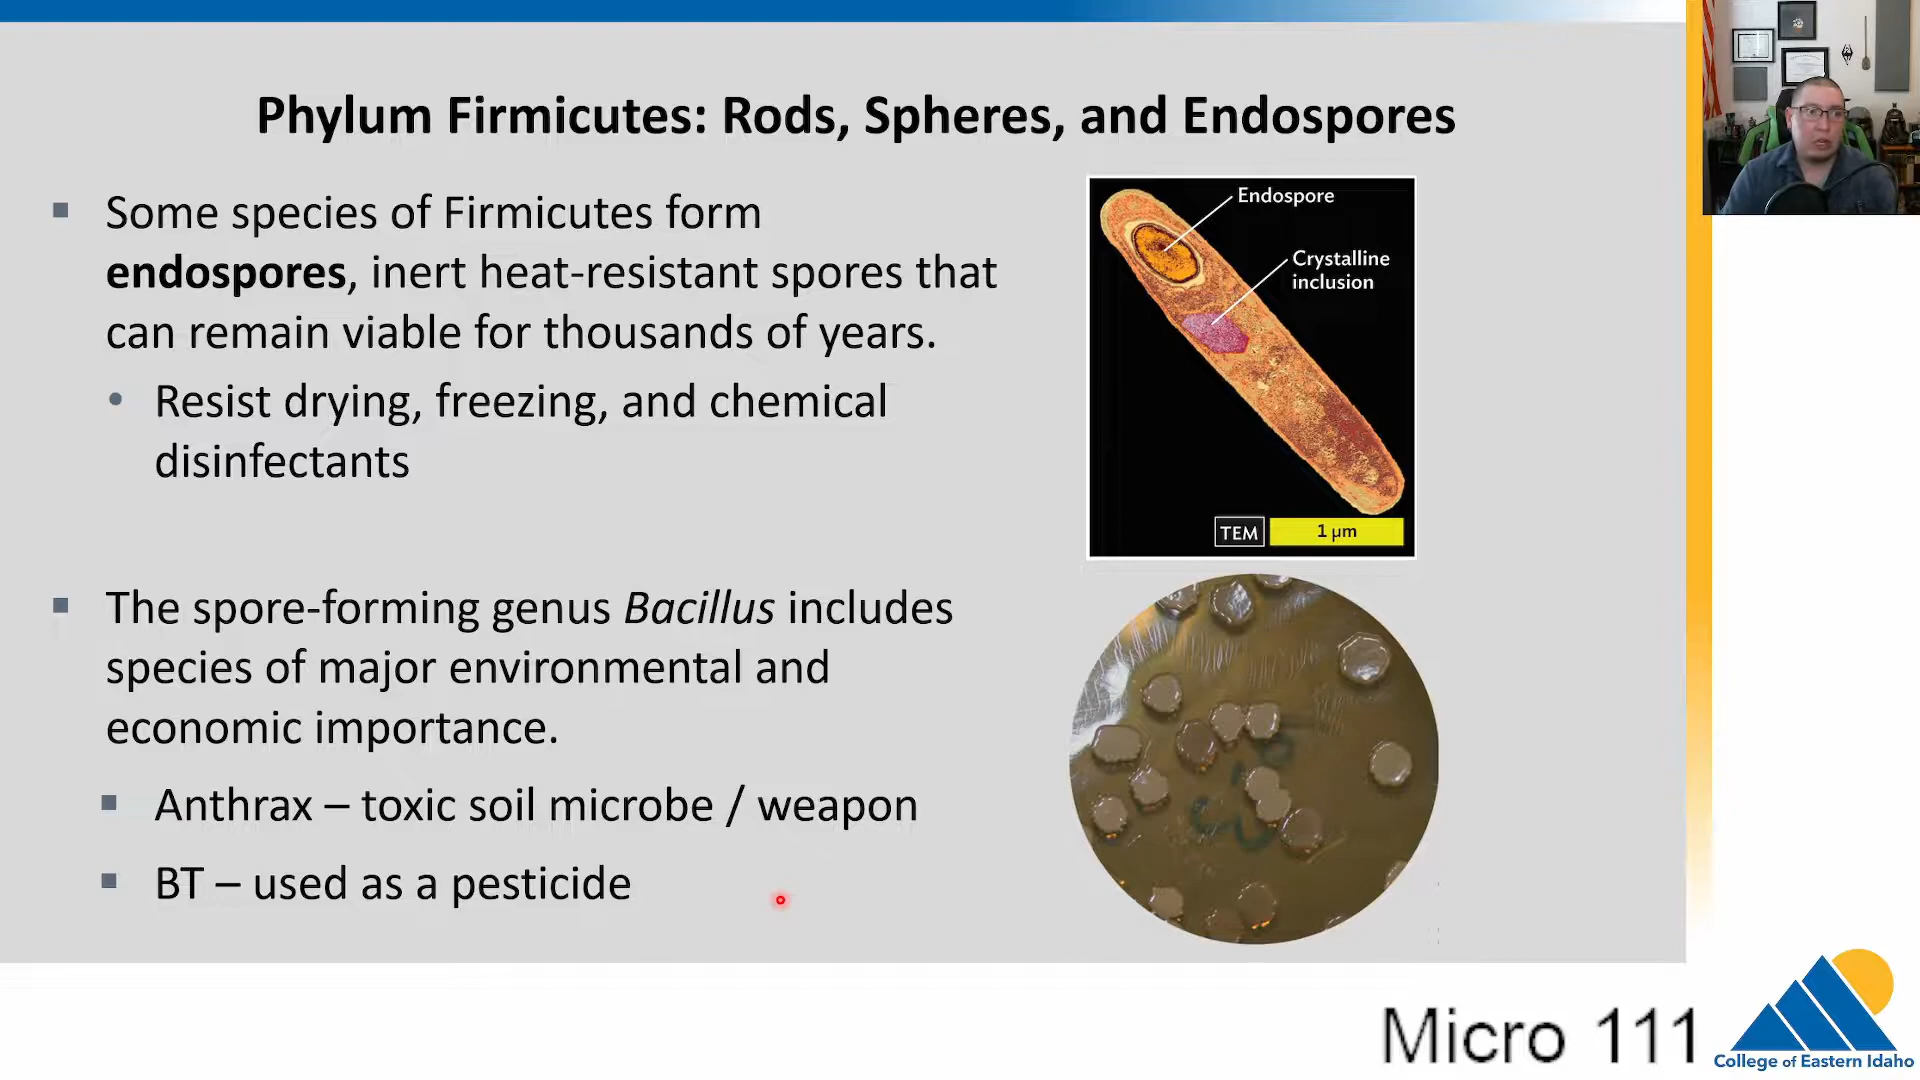 Phylum Firmicutes: Rods, Spheres, and Endospores
▪ Some species of Firmicutes form
endospores, inert heat-resistant spores that
can remain viable for thousands of years.
• Resist drying, freezing, and chemical
disinfectants
▪ The spore-forming genus Bacillus includes
species of major environmental and
economic importance.
▪ Anthrax – toxic soil microbe / weapon
▪ BT – used as a pesticide
Endospore
Crystalline
inclusion
TEM 1 µm
Micro 111
College of Eastern Idaho